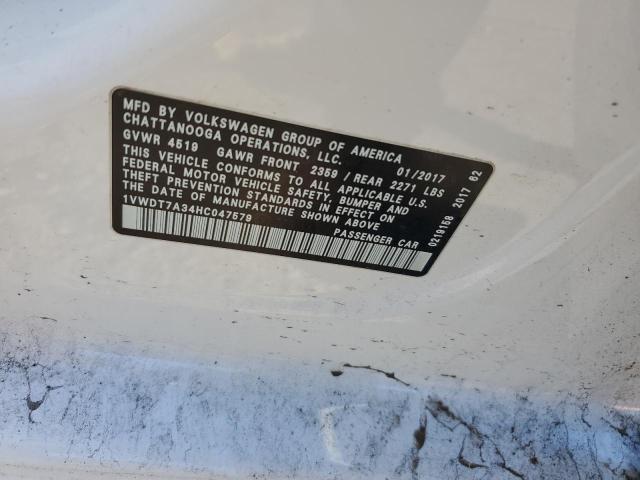 MFD BY VOLKSWAGEN GROUP OF AMERICA
CHATTANOOGA OPERATIONS, LLC.
GVWR 4519 GAWR FRONT 2359 / REAR 2271 LBS 01/2017
THIS VEHICLE CONFORMS TO ALL APPLICABLE U.S.
FEDERAL MOTOR VEHICLE SAFETY, BUMPER AND
THEFT PREVENTION STANDARDS IN EFFECT ON
THE DATE OF MANUFACTURE SHOWN ABOVE
1VWDT7A34HC047579 PASSENGER CAR
0219158 2017 82